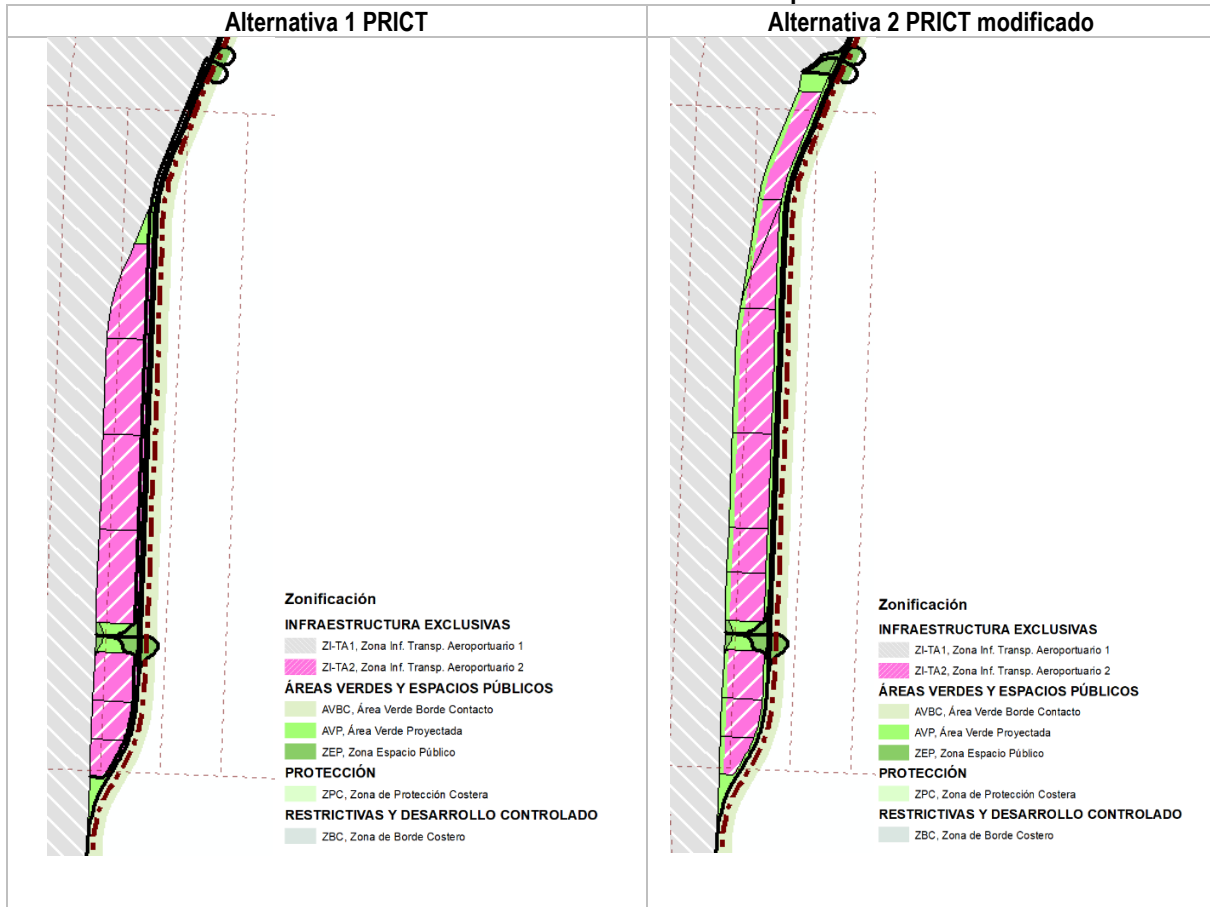 Alternativa 1 PRICT
Alternativa 2 PRICT modificado
Zonificación
INFRAESTRUCTURA EXCLUSIVAS
ZI-TA1, Zona Inf. Transp. Aeroportuario 1
ZI-TA2, Zona Inf. Transp. Aeroportuario 2
ÁREAS VERDES Y ESPACIOS PÚBLICOS
AVBC, Área Verde Borde Contacto
AVP, Área Verde Proyectada
ZEP, Zona Espacio Público
PROTECCIÓN
ZPC, Zona de Protección Costera
RESTRICTIVAS Y DESARROLLO CONTROLADO
ZBC, Zona de Borde Costero
Zonificación
INFRAESTRUCTURA EXCLUSIVAS
ZI-TA1, Zona Inf. Transp. Aeroportuario 1
ZI-TA2, Zona Inf. Transp. Aeroportuario 2
ÁREAS VERDES Y ESPACIOS PÚBLICOS
AVBC, Área Verde Borde Contacto
AVP, Área Verde Proyectada
ZEP, Zona Espacio Público
PROTECCIÓN
ZPC, Zona de Protección Costera
RESTRICTIVAS Y DESARROLLO CONTROLADO
ZBC, Zona de Borde Costero